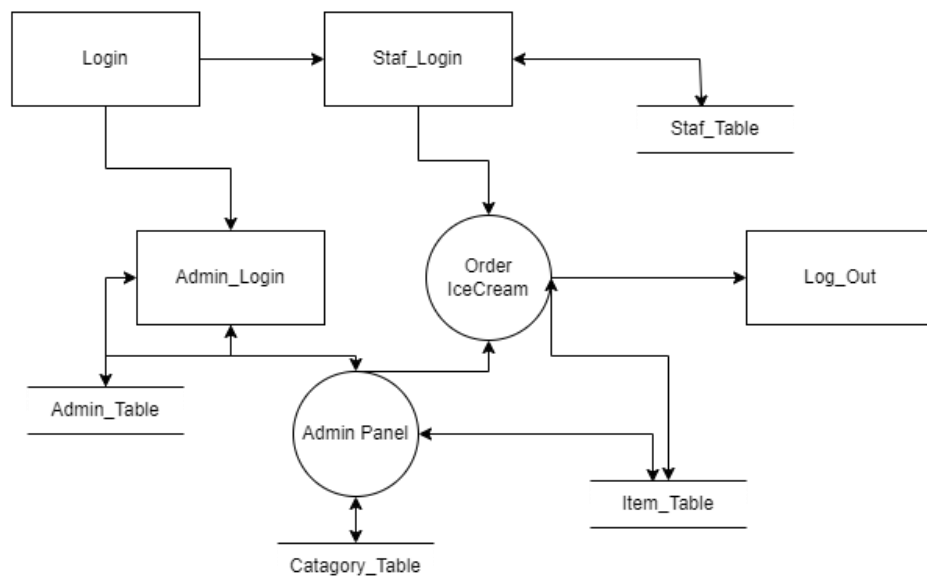 Login
Staf_Login
Staf_Table
Admin_Login
Order
IceCream
Log_Out
Admin_Table
Admin Panel
Item_Table
Catagory_Table